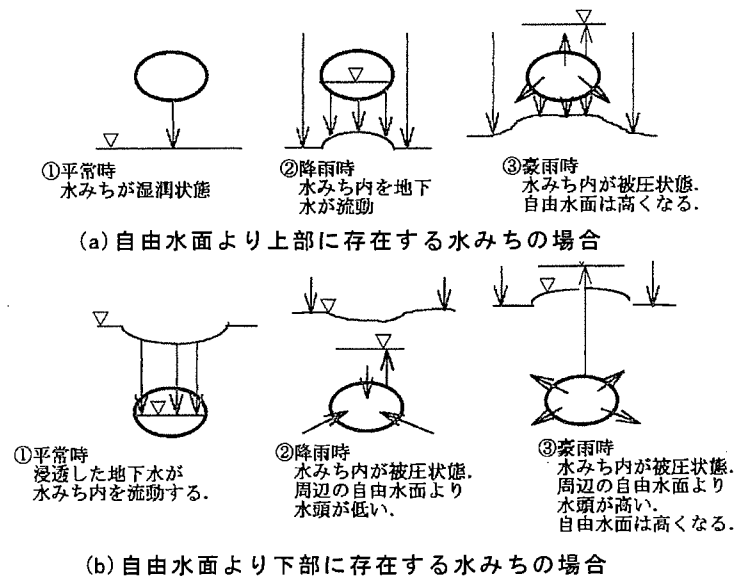 ①平常時
水みちが湿潤状態
②降雨時
水みち内を地下
水が流動
③豪雨時
水みち内が被圧状態.
自由水面は高くなる.
(a)自由水面より上部に存在する水みちの場合
①平常時
浸透した地下水が
水みち内を流動する.
②降雨時
水みち内が被圧状態.
周辺の自由水面より
水頭が低い.
③豪雨時
水みち内が被圧状態.
周辺の自由水面より
水頭が高い.
自由水面は高くなる.
(b)自由水面より下部に存在する水みちの場合